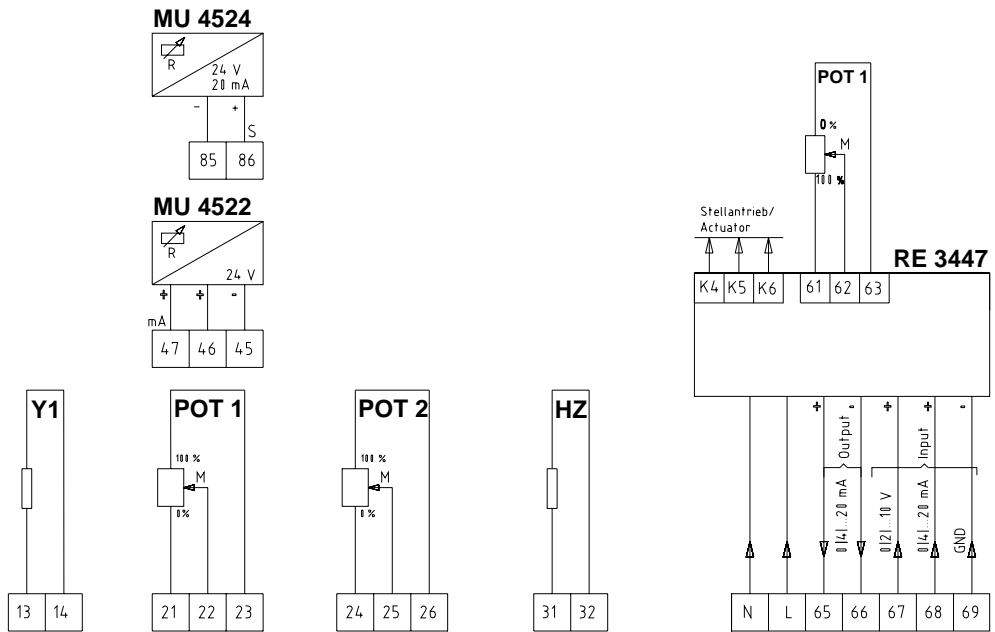 MU 4524
R
24 V
20 mA
- +
S
85 86
MU 4522
R
24 V
+ + -
mA
47 46 45
POT 1
0 %
M
100 %
Stellantrieb/
Actuator
RE 3447
K4 K5 K6 61 62 63
Y1
13 14
POT 1
100 %
M
0%
21 22 23
POT 2
100 %
M
0%
24 25 26
HZ
31 32
+ - + + -
0(4)...20 mA Output
0(2)...10 V
0(4)...20 mA Input
GND
N L 65 66 67 68 69